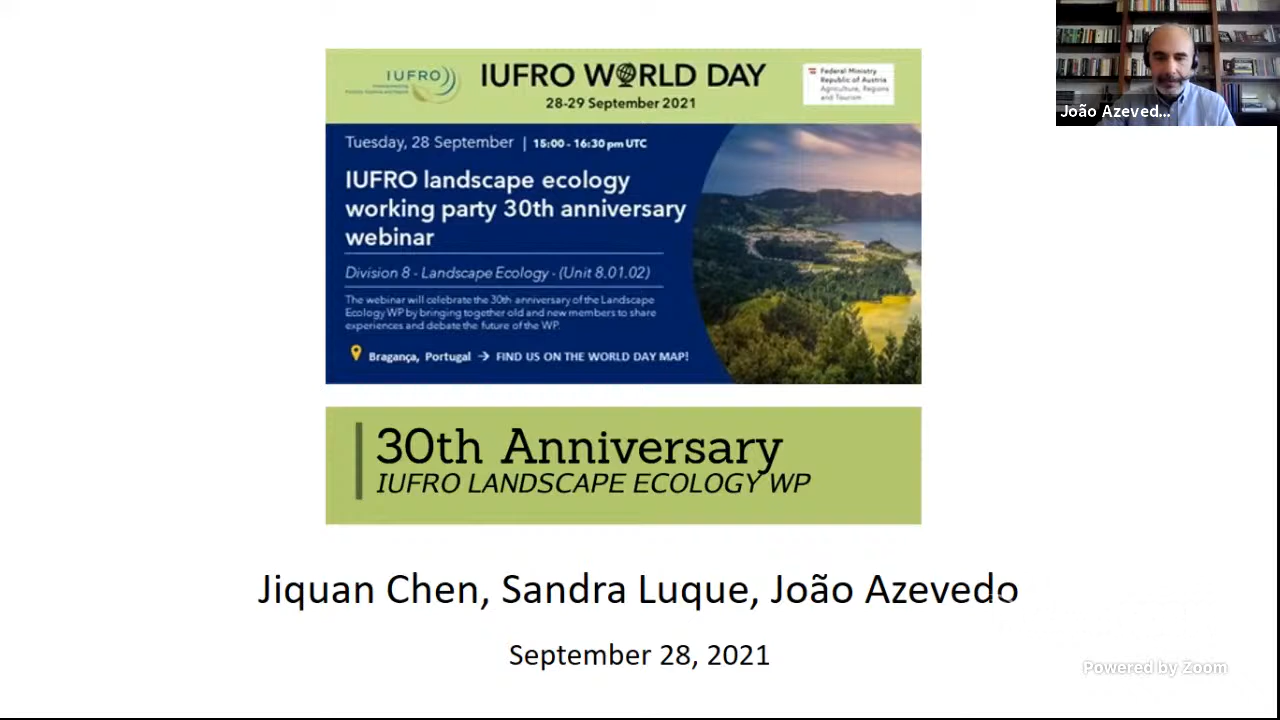 IUFRO
IUFRO WORLD DAY
28-29 September 2021
Federal Ministry
Republic of Austria
Agriculture, Regions
and Tourism
João Azeved...
Tuesday, 28 September | 15:00 - 16:30 pm UTC
IUFRO landscape ecology
working party 30th anniversary
webinar
Division 8 - Landscape Ecology - (Unit 8.01.02)
The webinar will celebrate the 30th anniversary of the Landscape
Ecology WP by bringing together old and new members to share
experiences and debate the future of the WP.
Bragança, Portugal → FIND US ON THE WORLD DAY MAP!
30th Anniversary
IUFRO LANDSCAPE ECOLOGY WP
Jiquan Chen, Sandra Luque, João Azevedo
September 28, 2021
Powered by Zoom